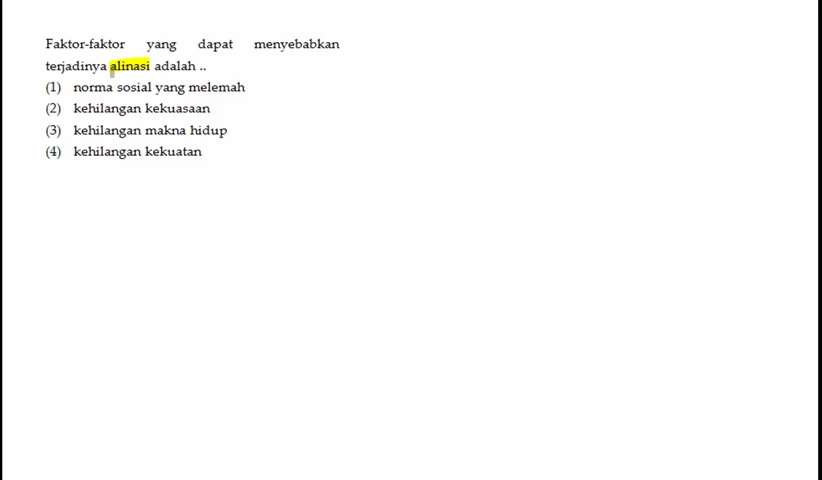 Faktor-faktor yang dapat menyebabkan
terjadinya alinasi adalah ..
(1) norma sosial yang melemah
(2) kehilangan kekuasaan
(3) kehilangan makna hidup
(4) kehilangan kekuatan